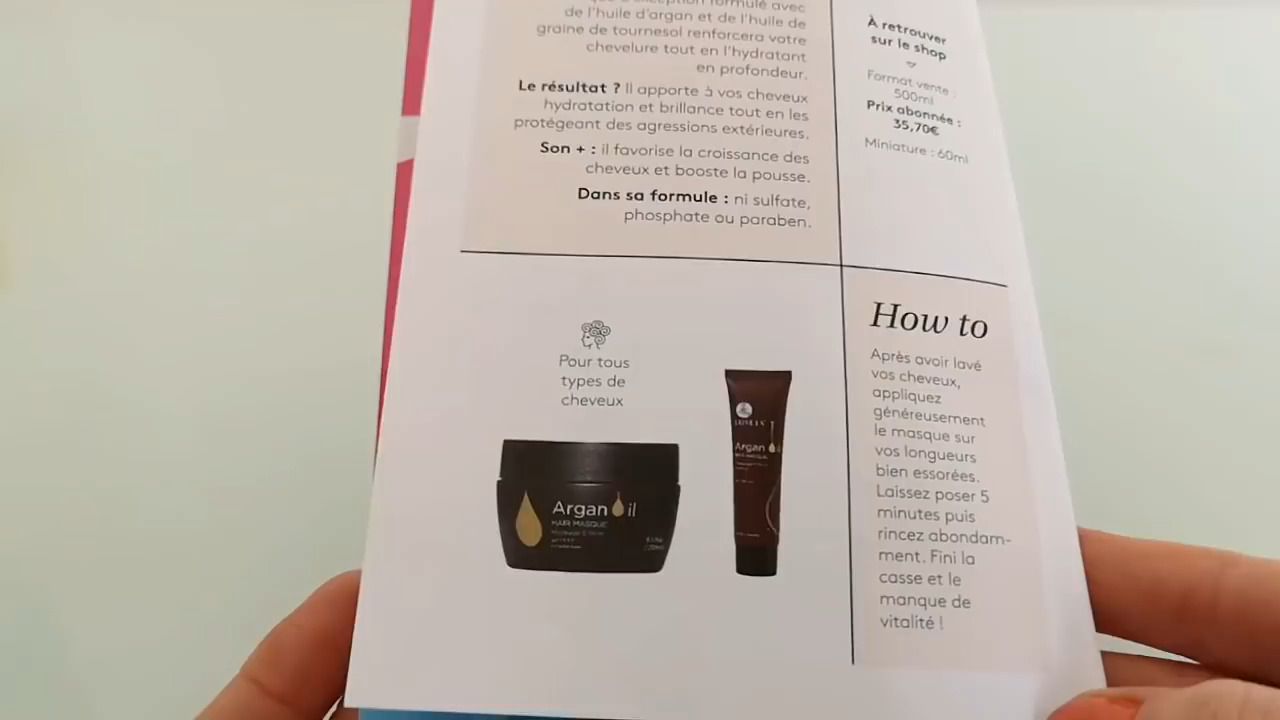 formulé avec
de l'huile d'argan et de l'huile de
graine de tournesol renforcera votre
chevelure tout en l'hydratant
en profondeur.
Le résultat ? Il apporte à vos cheveux
hydratation et brillance tout en les
protégeant des agressions extérieures.
Son + : il favorise la croissance des
cheveux et booste la pousse.
Dans sa formule : ni sulfate,
phosphate ou paraben.
À retrouver
sur le shop
Format vente :
500ml
Prix abonnée :
35,70€
Miniature : 60ml
Pour tous
types de
cheveux
Argan Oil
HAIR MASQUE
Argan Oil
How to
Après avoir lavé
vos cheveux,
appliquez
généreusement
le masque sur
vos longueurs
bien essorées.
Laissez poser 5
minutes puis
rincez abondam-
ment. Fini la
casse et le
manque de
vitalité !